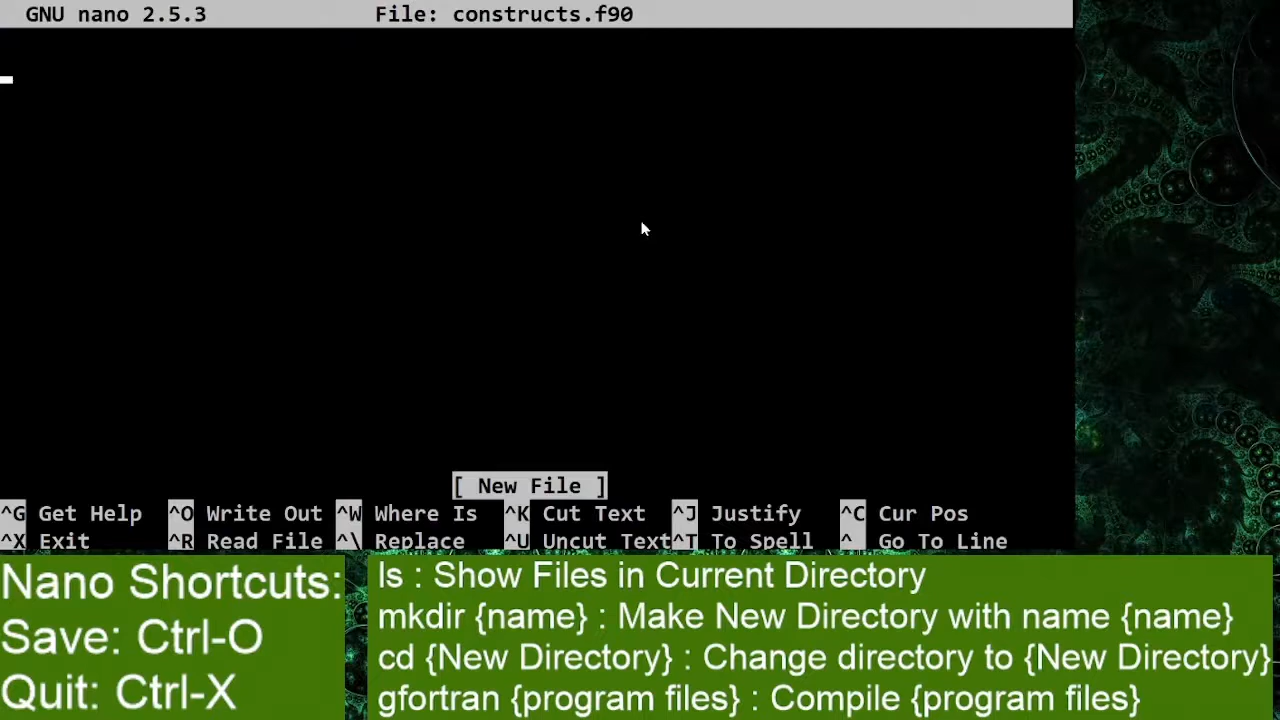 GNU nano 2.5.3 File: constructs.f90
[ New File ]
^G Get Help ^O Write Out ^W Where Is ^K Cut Text ^J Justify ^C Cur Pos
^X Exit ^R Read File ^\ Replace ^U Uncut Text^T To Spell ^_ Go To Line
Nano Shortcuts:
Save: Ctrl-O
Quit: Ctrl-X
ls : Show Files in Current Directory
mkdir {name} : Make New Directory with name {name}
cd {New Directory} : Change directory to {New Directory}
gfortran {program files} : Compile {program files}